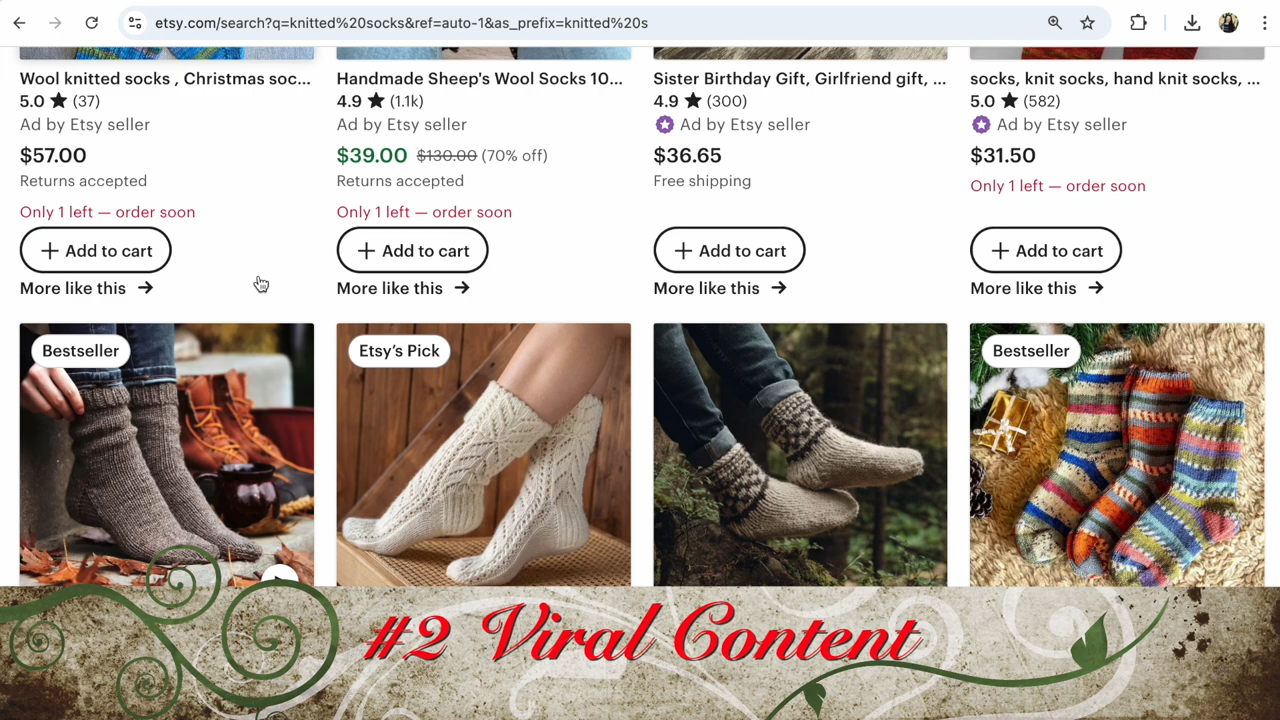 etsy.com/search?q=knitted%20socks&ref=auto-1&as_prefix=knitted%20s
Wool knitted socks , Christmas soc...
5.0 ★ (37)
Ad by Etsy seller
$57.00
Returns accepted
Only 1 left — order soon
+ Add to cart
More like this →
Handmade Sheep's Wool Socks 10...
4.9 ★ (1.1k)
Ad by Etsy seller
$39.00 $130.00 (70% off)
Returns accepted
Only 1 left — order soon
+ Add to cart
More like this →
Sister Birthday Gift, Girlfriend gift, ...
4.9 ★ (300)
Ad by Etsy seller
$36.65
Free shipping
+ Add to cart
More like this →
socks, knit socks, hand knit socks, ...
5.0 ★ (582)
Ad by Etsy seller
$31.50
Only 1 left — order soon
+ Add to cart
More like this →
Bestseller
Etsy’s Pick
Bestseller
#2 Viral Content